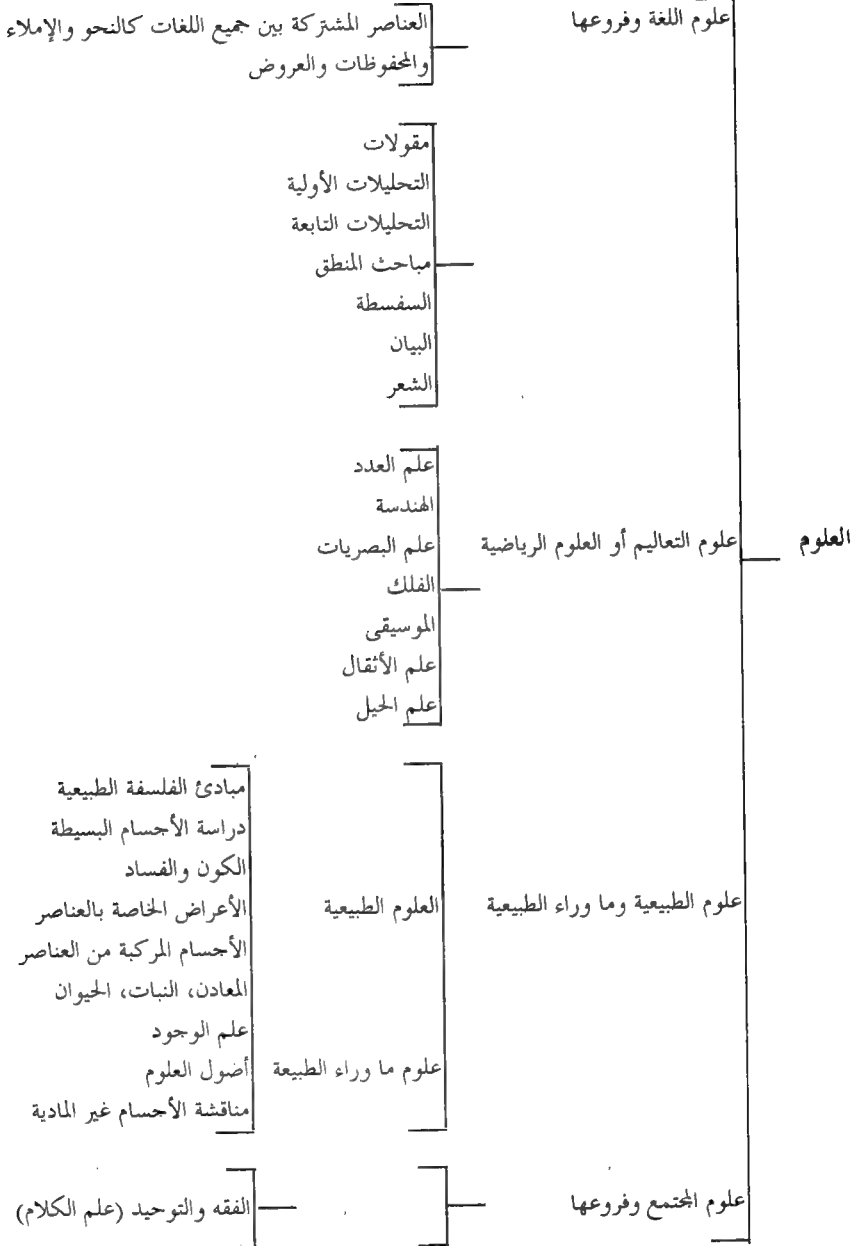 العلوم
علوم اللغة وفروعها
العناصر المشتركة بين جميع اللغات كالنحو والإملاء
والمحفوظات والعروض
مقولات
التحليلات الأولية
التحليلات التابعة
مباحث المنطق
السفسطة
البيان
الشعر
علوم التعاليم أو العلوم الرياضية
علم العدد
الهندسة
علم البصريات
الفلك
الموسيقى
علم الأثقال
علم الحيل
علوم الطبيعية وما وراء الطبيعية
العلوم الطبيعية
مبادئ الفلسفة الطبيعية
دراسة الأجسام البسيطة
الكون والفساد
الأعراض الخاصة بالعناصر
الأجسام المركبة من العناصر
المعادن، النبات، الحيوان
علوم ما وراء الطبيعة
علم الوجود
أضول العلوم
مناقشة الأجسام غير المادية
علوم المجتمع وفروعها
الفقه والتوحيد (علم الكلام)